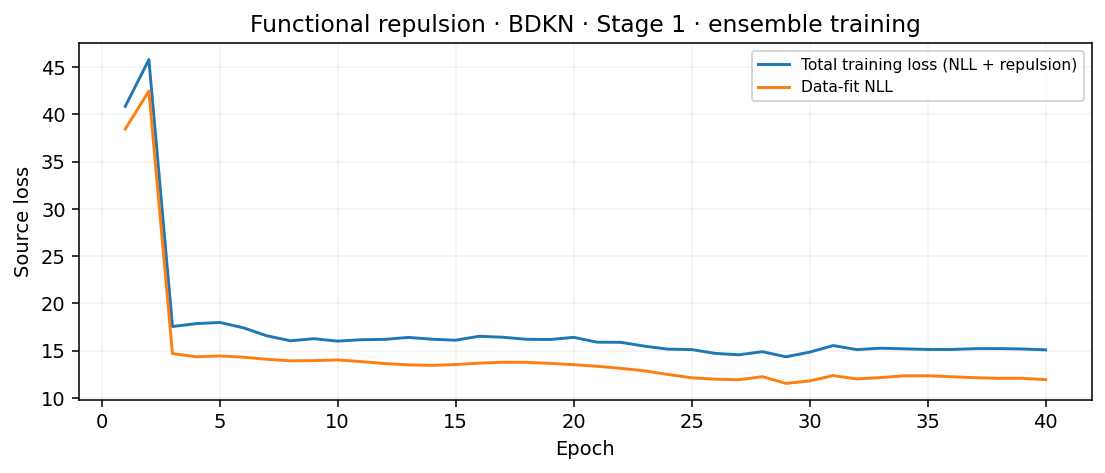 Functional repulsion · BDKN · Stage 1 · ensemble training
Total training loss (NLL + repulsion)
Data-fit NLL
Source loss
45
40
35
30
25
20
15
10
0 5 10 15 20 25 30 35 40
Epoch